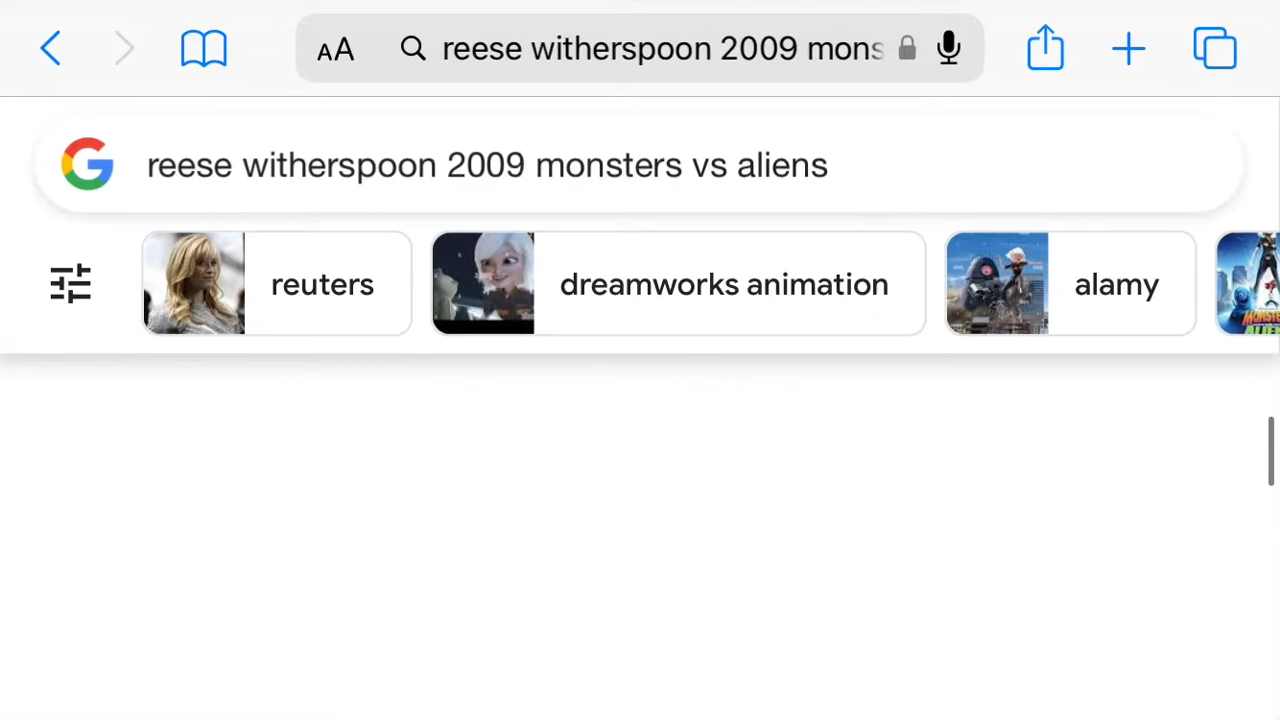 AA reese witherspoon 2009 mons
reese witherspoon 2009 monsters vs aliens
reuters
dreamworks animation
alamy